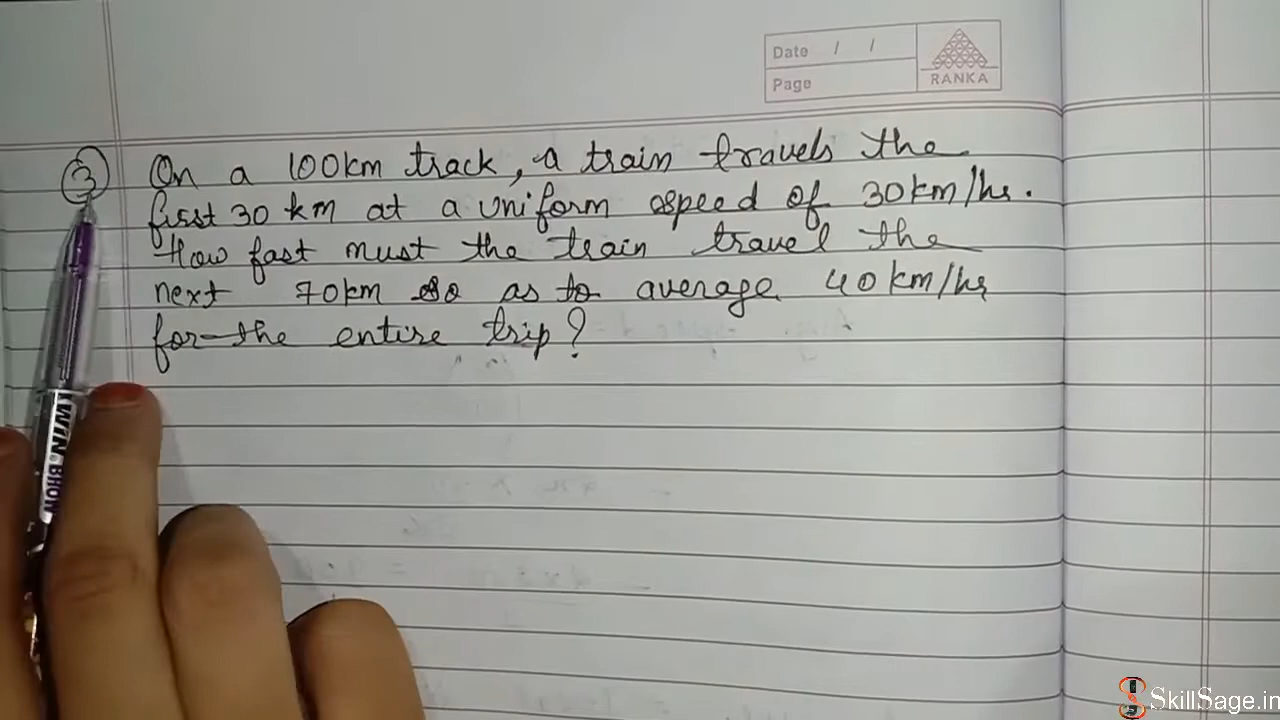 Date / /
Page
RANKA
3 On a 100km track, a train travels the
first 30 km at a uniform speed of 30km/hr.
How fast must the train travel the
next 70km so as to average 40km/hr
for the entire trip?
KWIN BRON
SkillSage.in